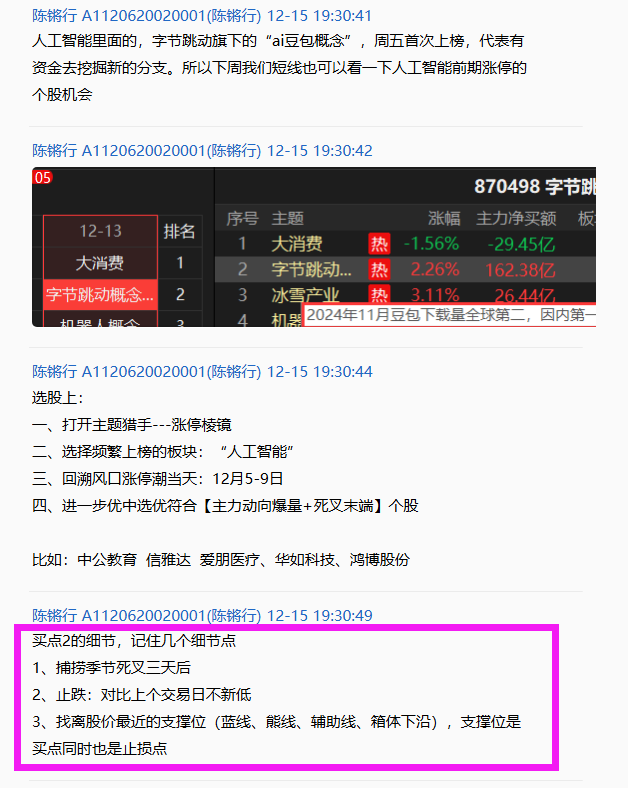 陈锵行 A1120620020001(陈锵行) 12-15 19:30:41
人工智能里面的，字节跳动旗下的“ai豆包概念”，周五首次上榜，代表有
资金去挖掘新的分支。所以下周我们短线也可以看一下人工智能前期涨停的
个股机会
陈锵行 A1120620020001(陈锵行) 12-15 19:30:42
05
870498 字节跳
12-13 排名
序号 主题 涨幅 主力净买额 板
大消费 1
1 大消费 热 -1.56% -29.45亿
字节跳动概念... 2
2 字节跳动... 热 2.26% 162.38亿
机器人概念 3
3 冰雪产业 热 3.11% 26.44亿
4 机器
2024年11月豆包下载量全球第二，因内第一
陈锵行 A1120620020001(陈锵行) 12-15 19:30:44
选股上：
一、打开主题猎手---涨停棱镜
二、选择频繁上榜的板块：“人工智能”
三、回溯风口涨停潮当天：12月5-9日
四、进一步优中选优符合【主力动向爆量+死叉末端】个股
比如：中公教育 信雅达 爱朋医疗、华如科技、鸿博股份
陈锵行 A1120620020001(陈锵行) 12-15 19:30:49
买点2的细节，记住几个细节点
1、捕捞季节死叉三天后
2、止跌：对比上个交易日不新低
3、找离股价最近的支撑位（蓝线、熊线、辅助线、箱体下沿），支撑位是
买点同时也是止损点